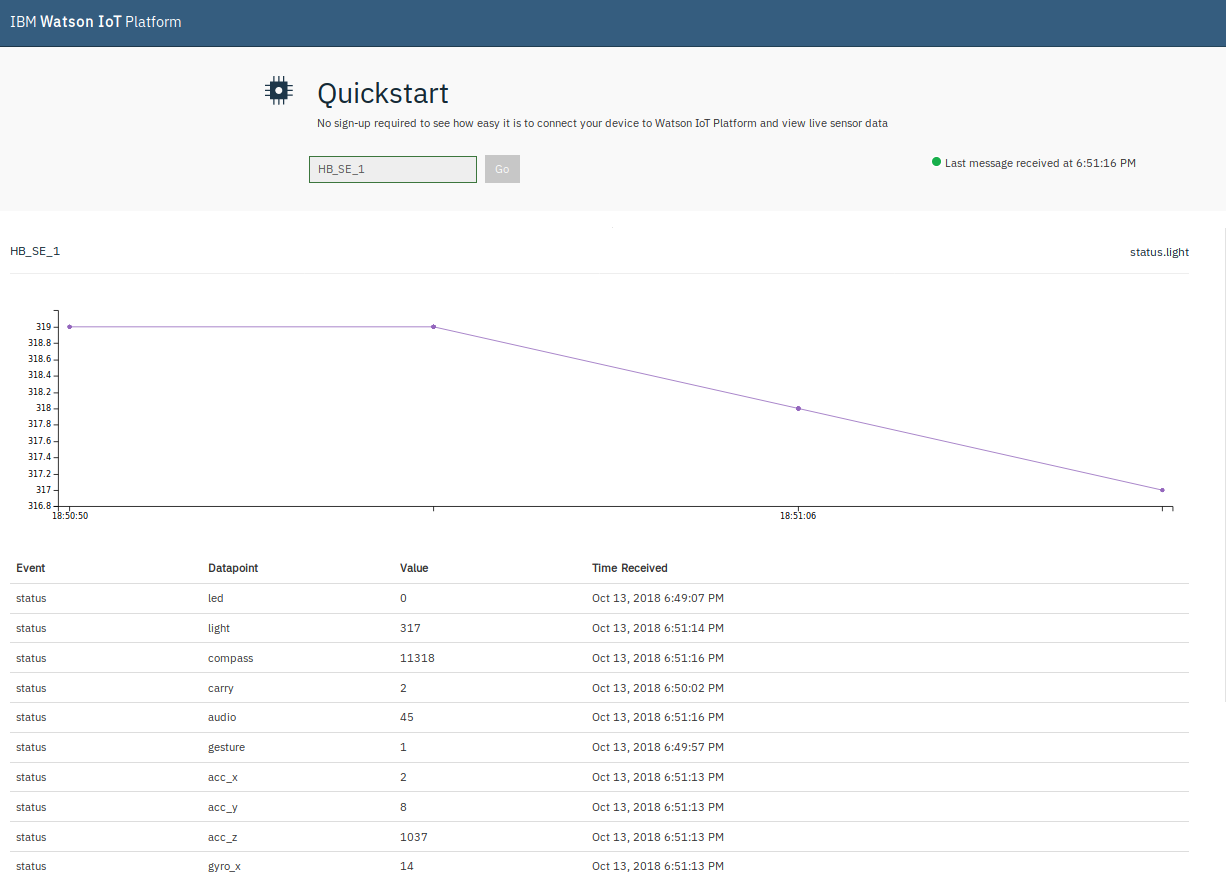 IBM Watson IoT Platform
Quickstart
No sign-up required to see how easy it is to connect your device to Watson IoT Platform and view live sensor data
HB_SE_1 Go Last message received at 6:51:16 PM
HB_SE_1 status.light
319
318.8
318.6
318.4
318.2
318
317.8
317.6
317.4
317.2
317
316.8
18:50:50 18:51:06
Event Datapoint Value Time Received
status led 0 Oct 13, 2018 6:49:07 PM
status light 317 Oct 13, 2018 6:51:14 PM
status compass 11318 Oct 13, 2018 6:51:16 PM
status carry 2 Oct 13, 2018 6:50:02 PM
status audio 45 Oct 13, 2018 6:51:16 PM
status gesture 1 Oct 13, 2018 6:49:57 PM
status acc_x 2 Oct 13, 2018 6:51:13 PM
status acc_y 8 Oct 13, 2018 6:51:13 PM
status acc_z 1037 Oct 13, 2018 6:51:13 PM
status gyro_x 14 Oct 13, 2018 6:51:13 PM